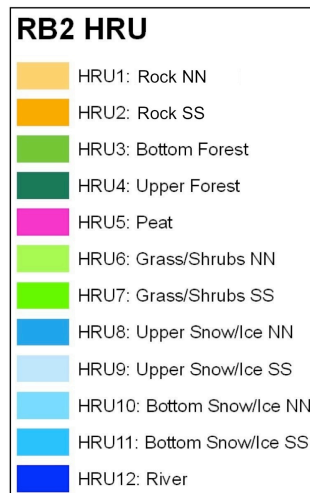 RB2 HRU
HRU1: Rock NN
HRU2: Rock SS
HRU3: Bottom Forest
HRU4: Upper Forest
HRU5: Peat
HRU6: Grass/Shrubs NN
HRU7: Grass/Shrubs SS
HRU8: Upper Snow/Ice NN
HRU9: Upper Snow/Ice SS
HRU10: Bottom Snow/Ice NN
HRU11: Bottom Snow/Ice SS
HRU12: River